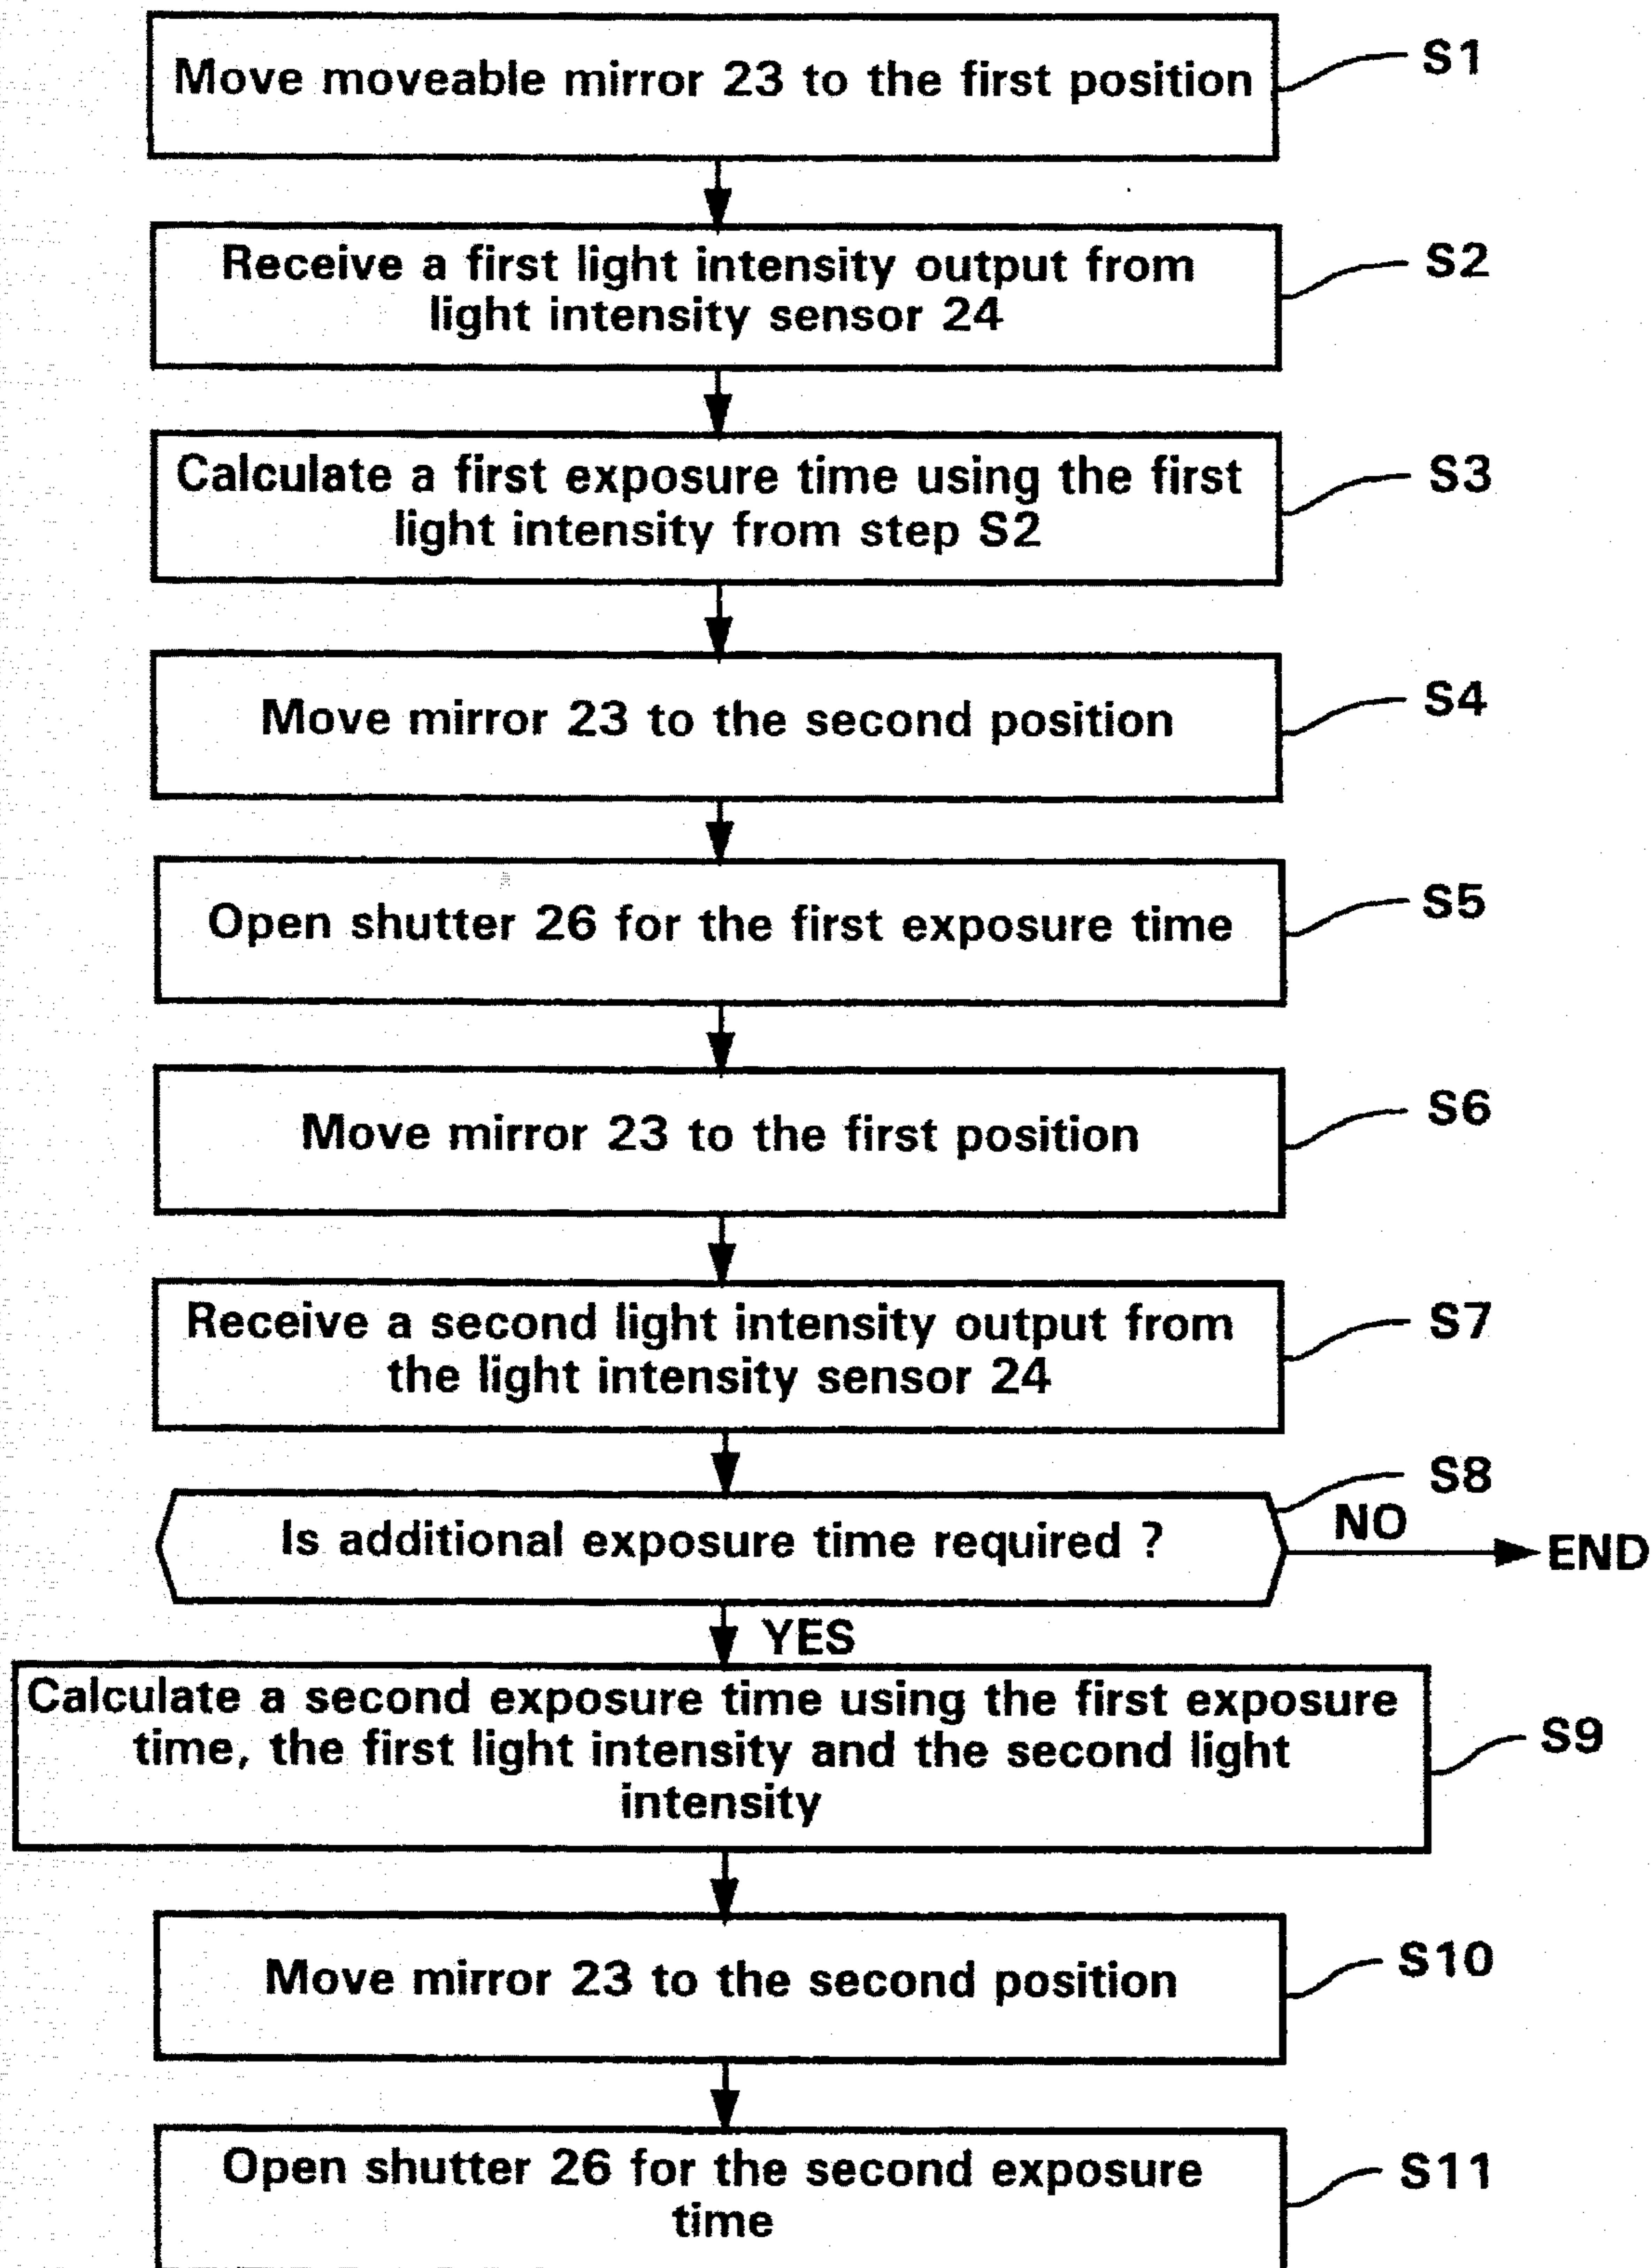 Move moveable mirror 23 to the first position
S1
Receive a first light intensity output from
light intensity sensor 24
S2
Calculate a first exposure time using the first
light intensity from step S2
S3
Move mirror 23 to the second position
S4
Open shutter 26 for the first exposure time
S5
Move mirror 23 to the first position
S6
Receive a second light intensity output from
the light intensity sensor 24
S7
Is additional exposure time required ?
S8
NO
END
YES
Calculate a second exposure time using the first exposure
time, the first light intensity and the second light
intensity
S9
Move mirror 23 to the second position
S10
Open shutter 26 for the second exposure
time
S11